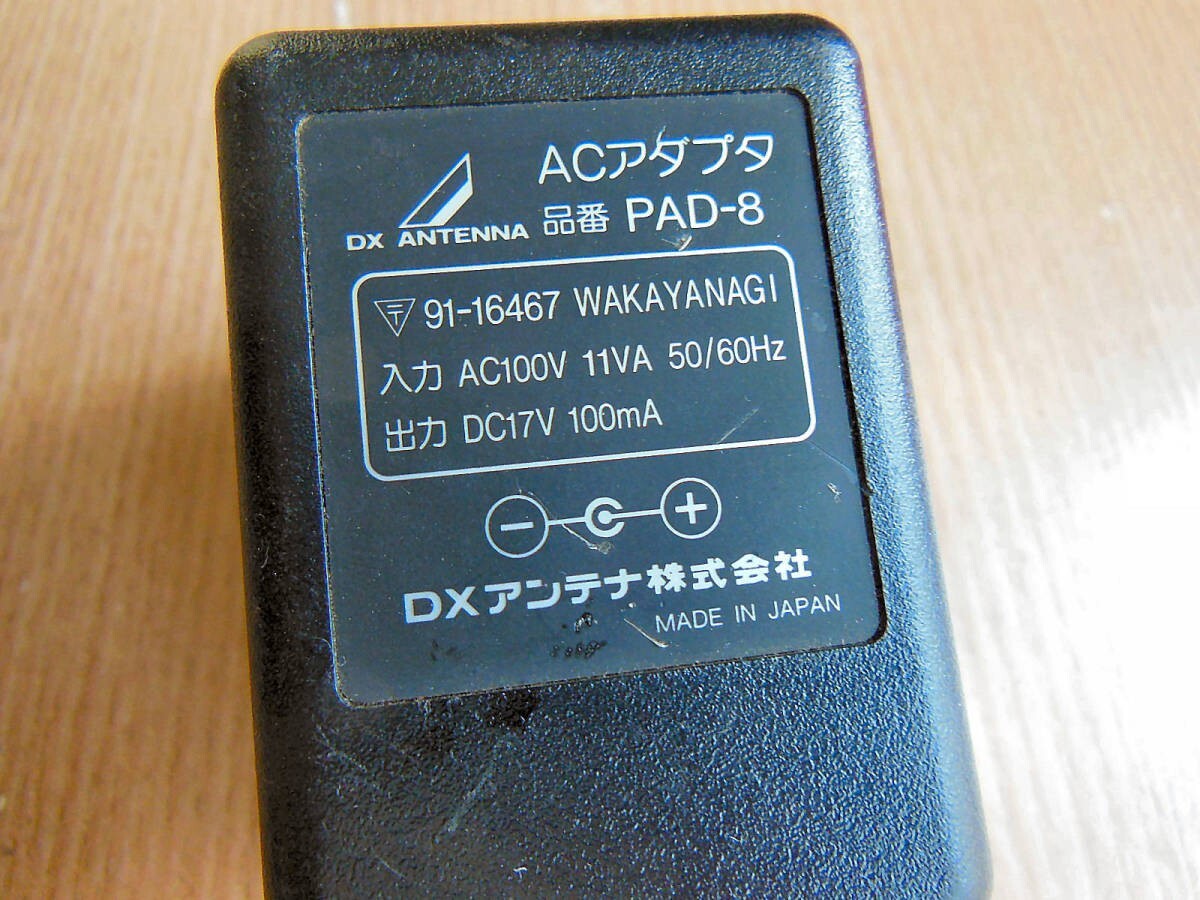 ACアダプタ
DX ANTENNA 品番 PAD-8
〒 91-16467 WAKAYANAGI
入力 AC100V 11VA 50/60Hz
出力 DC17V 100mA
− +
DXアンテナ株式会社
MADE IN JAPAN